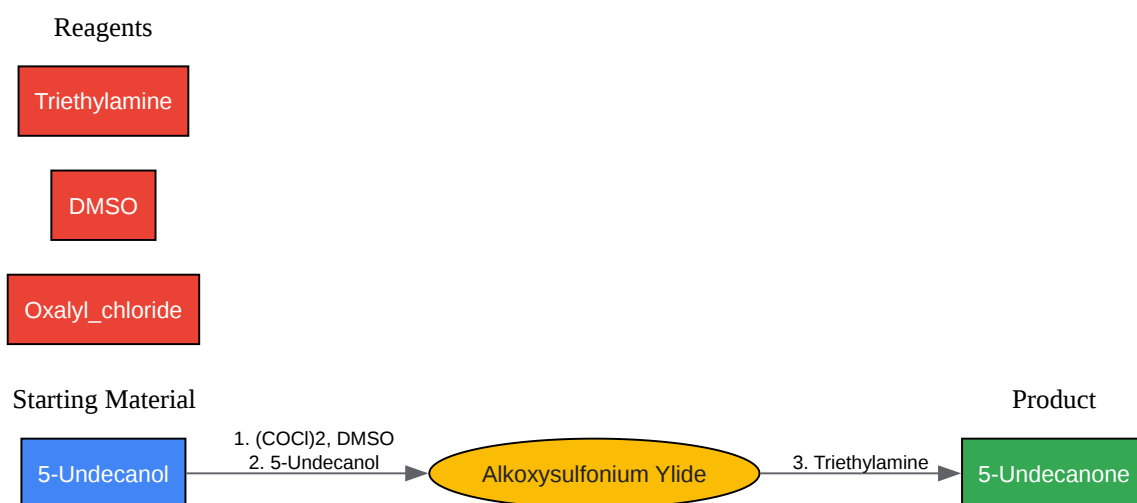 Reagents
Triethylamine
DMSO
Oxalyl_chloride
Starting Material
Product
1. (COCl)2, DMSO
2. 5-Undecanol
5-Undecanol
Alkoxysulfonium Ylide
3. Triethylamine
5-Undecanone